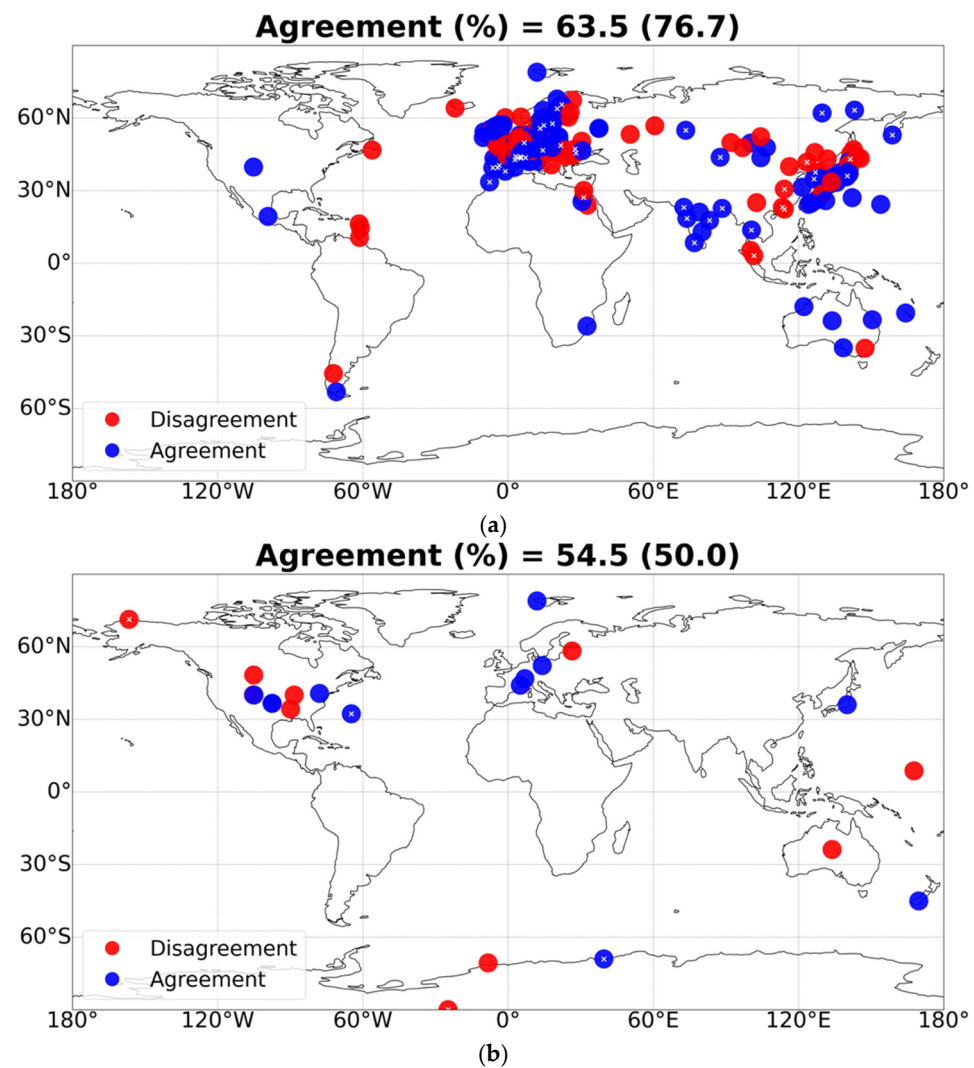 Agreement (%) = 63.5 (76.7)
60°N
30°N
0°
30°S
60°S
Disagreement
Agreement
180° 120°W 60°W 0° 60°E 120°E 180°
(a)
Agreement (%) = 54.5 (50.0)
60°N
30°N
0°
30°S
60°S
Disagreement
Agreement
180° 120°W 60°W 0° 60°E 120°E 180°
(b)